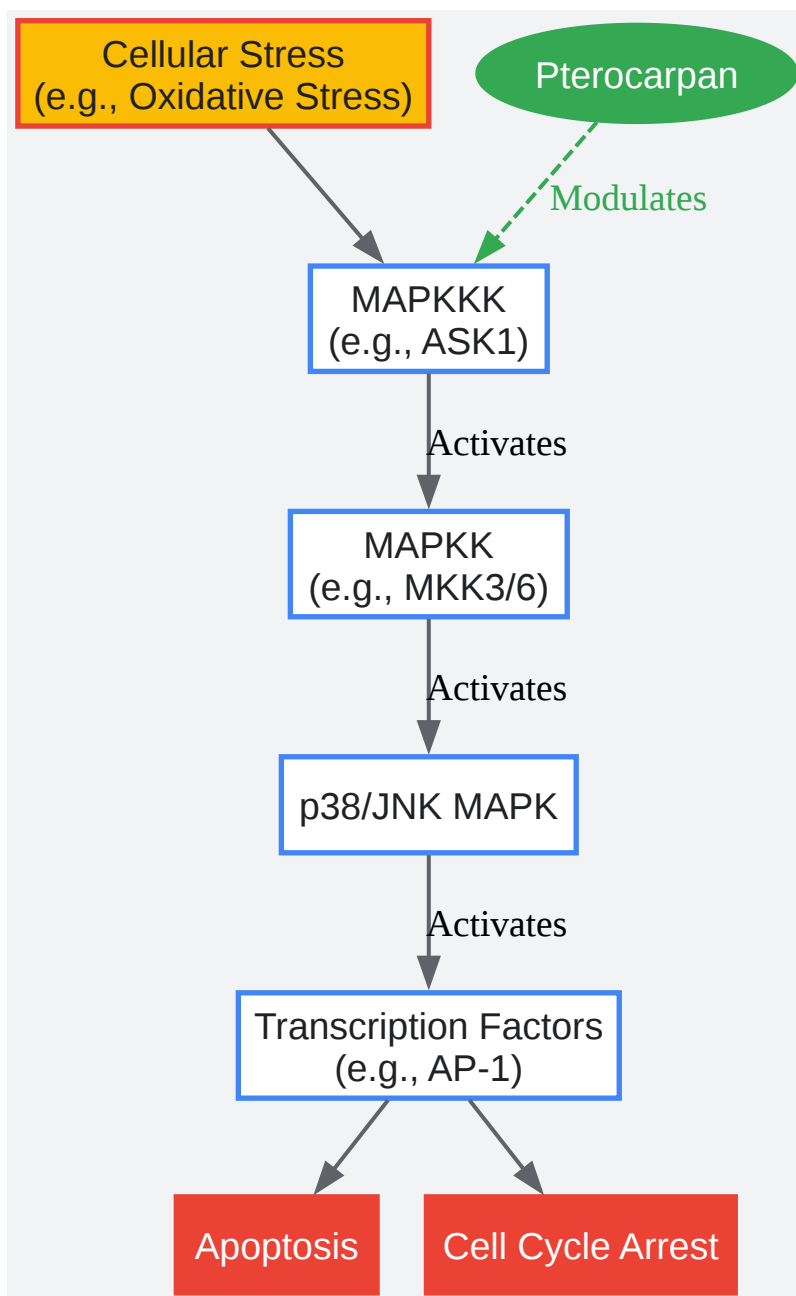 Cellular Stress
(e.g., Oxidative Stress)
Pterocarpan
Modulates
MAPKKK
(e.g., ASK1)
Activates
MAPKK
(e.g., MKK3/6)
Activates
p38/JNK MAPK
Activates
Transcription Factors
(e.g., AP-1)
Apoptosis
Cell Cycle Arrest